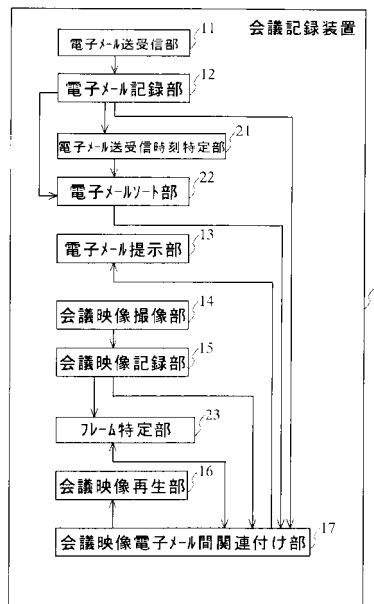 会議記録装置
11
電子メール送受信部
12
電子メール記録部
21
電子メール送受信時刻特定部
22
電子メールソート部
13
電子メール提示部
14
会議映像撮像部
15
会議映像記録部
23
フレーム特定部
16
会議映像再生部
17
会議映像電子メール間関連付け部